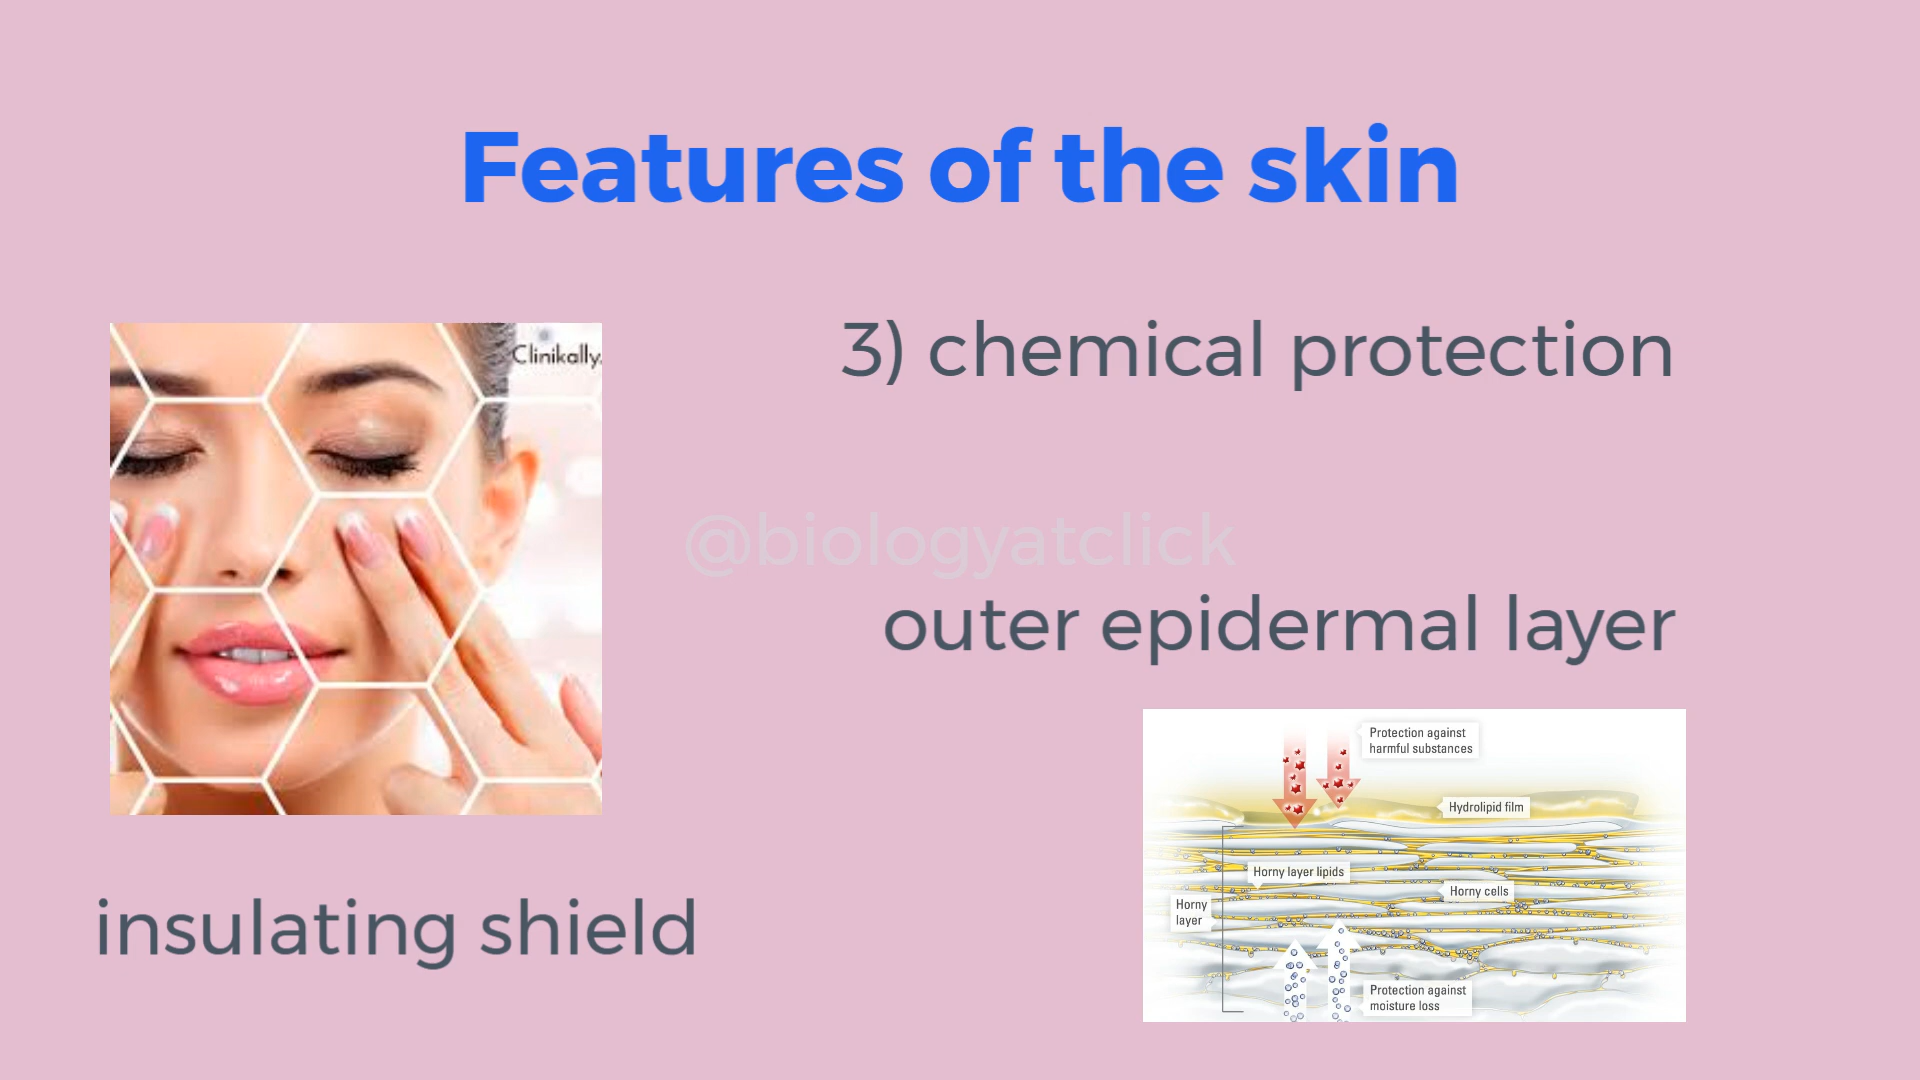 Features of the skin
Clinikally
3) chemical protection
@biologyatclick
outer epidermal layer
insulating shield
Protection against
harmful substances
Hydrolipid film
Horny layer lipids
Horny cells
Horny
layer
Protection against
moisture loss